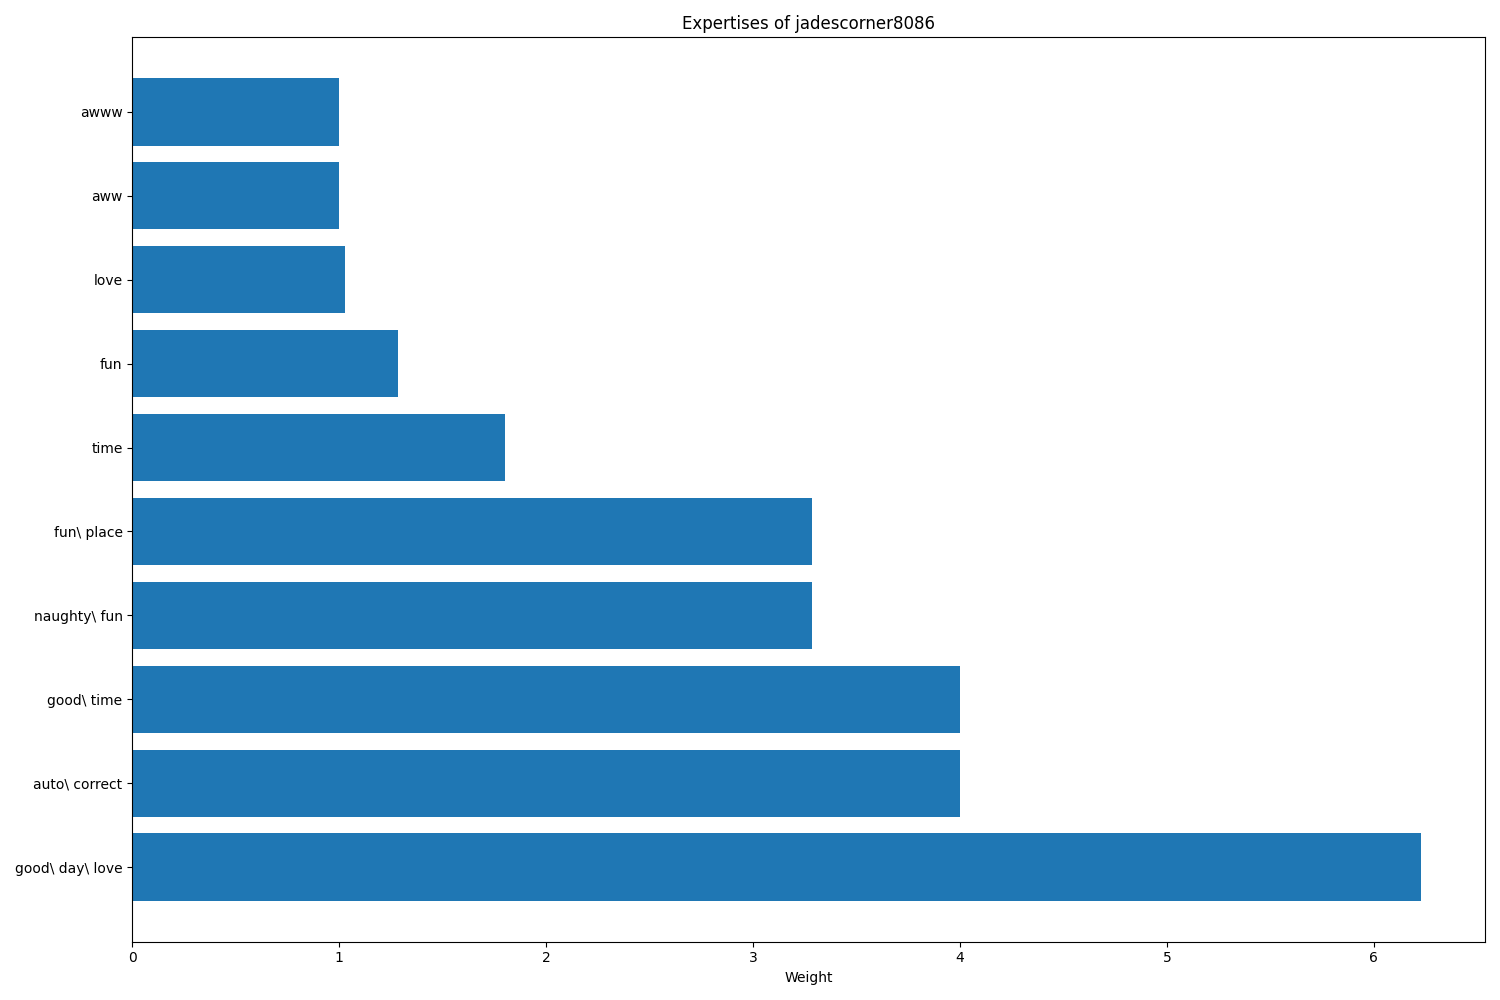 Expertises of jadescorner8086
awww
aww
love
fun
time
fun\ place
naughty\ fun
good\ time
auto\ correct
good\ day\ love
0 1 2 3 4 5 6
Weight